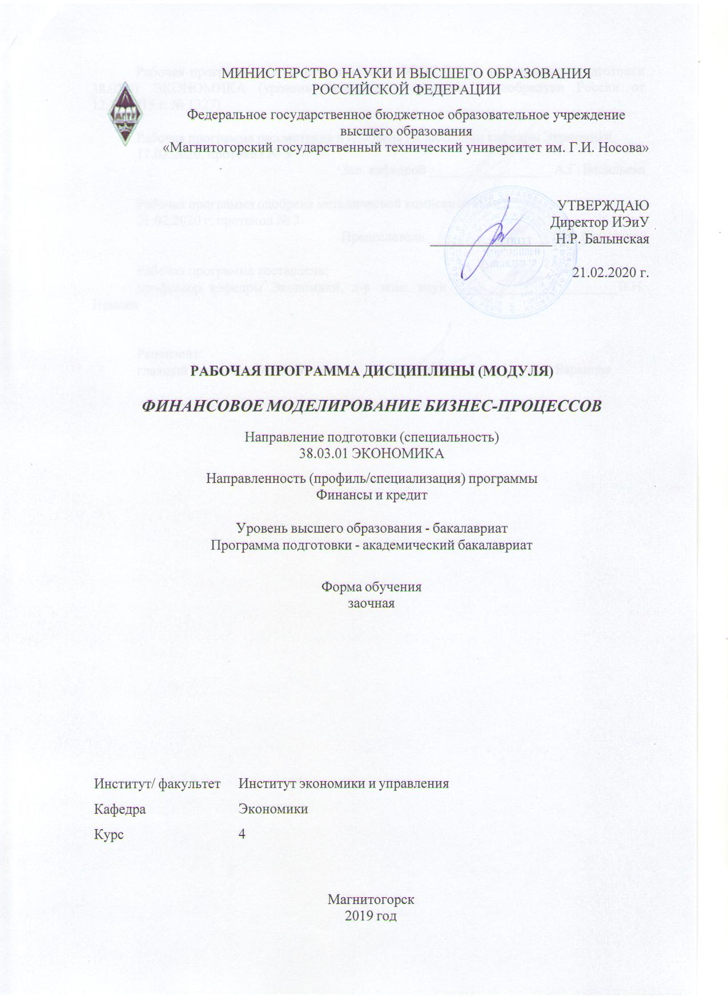 МИНИСТЕРСТВО НАУКИ И ВЫСШЕГО ОБРАЗОВАНИЯ
РОССИЙСКОЙ ФЕДЕРАЦИИ
Федеральное государственное бюджетное образовательное учреждение
высшего образования
«Магнитогорский государственный технический университет им. Г.И. Носова»
УТВЕРЖДАЮ
Директор ИЭиУ
Н.Р. Балынская
21.02.2020 г.
РАБОЧАЯ ПРОГРАММА ДИСЦИПЛИНЫ (МОДУЛЯ)
ФИНАНСОВОЕ МОДЕЛИРОВАНИЕ БИЗНЕС-ПРОЦЕССОВ
Направление подготовки (специальность)
38.03.01 ЭКОНОМИКА
Направленность (профиль/специализация) программы
Финансы и кредит
Уровень высшего образования - бакалавриат
Программа подготовки - академический бакалавриат
Форма обучения
заочная
Институт/ факультет Институт экономики и управления
Кафедра Экономики
Курс 4
Магнитогорск
2019 год